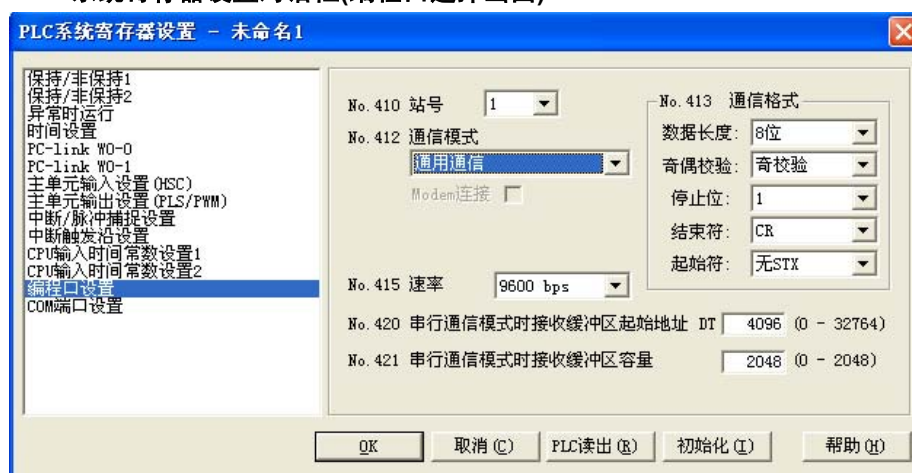 PLC系统寄存器设置 - 未命名1
保持/非保持1
保持/非保持2
异常时运行
时间设置
PC-link W0-0
PC-link W0-1
主单元输入设置(HSC)
主单元输出设置(PLS/PWM)
中断/脉冲捕捉设置
中断触发沿设置
CPU输入时间常数设置1
CPU输入时间常数设置2
编程口设置
COM端口设置
No.410 站号 1
No.412 通信模式
通用通信
Modem连接
No.413 通信格式
数据长度: 8位
奇偶校验: 奇校验
停止位: 1
结束符: CR
起始符: 无STX
No.415 速率 9600 bps
No.420 串行通信模式时接收缓冲区起始地址 DT 4096 (0 - 32764)
No.421 串行通信模式时接收缓冲区容量 2048 (0 - 2048)
OK 取消(C) PLC读出(R) 初始化(I) 帮助(H)